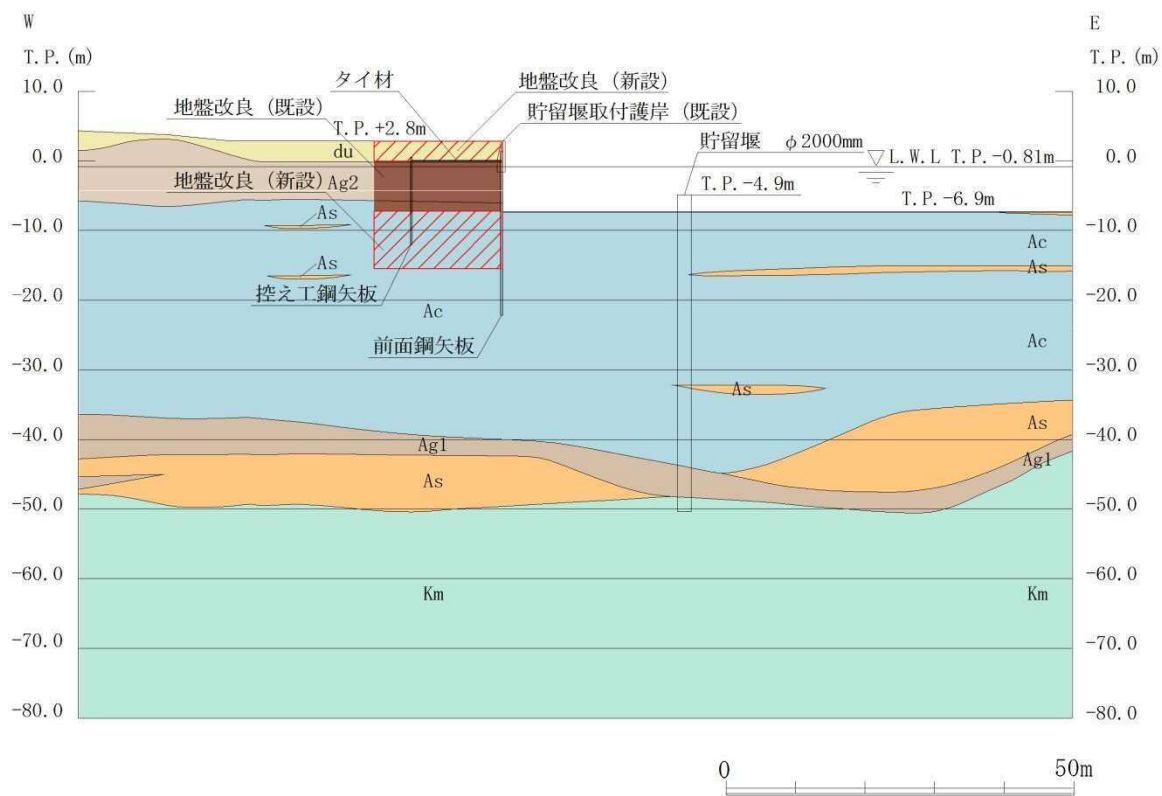 W
E
T.P.(m)
T.P.(m)
10.0
10.0
タイ材
地盤改良（新設）
地盤改良（既設）
貯留堰取付護岸（既設）
T.P.+2.8m
貯留堰 φ2000mm
du
0.0
L.W.L T.P.-0.81m
0.0
地盤改良（新設）
Ag2
T.P.-4.9m
T.P.-6.9m
As
-10.0
-10.0
Ac
As
As
-20.0
控え工鋼矢板
Ac
-20.0
前面鋼矢板
Ac
-30.0
-30.0
As
As
-40.0
Ag1
-40.0
Ag1
As
-50.0
-50.0
-60.0
Km
Km
-60.0
-70.0
-70.0
-80.0
-80.0
0
50m